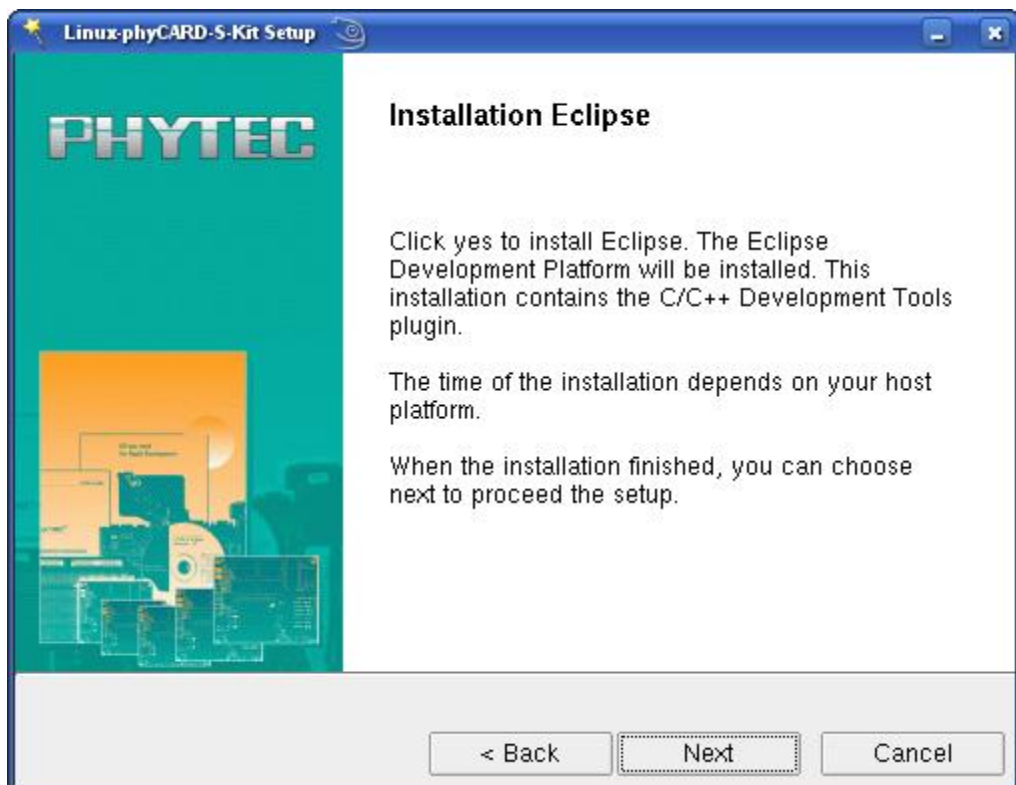 Linux-phyCARD-S-Kit Setup
PHYTEC
Installation Eclipse
Click yes to install Eclipse. The Eclipse
Development Platform will be installed. This
installation contains the C/C++ Development Tools
plugin.
The time of the installation depends on your host
platform.
When the installation finished, you can choose
next to proceed the setup.
< Back
Next
Cancel